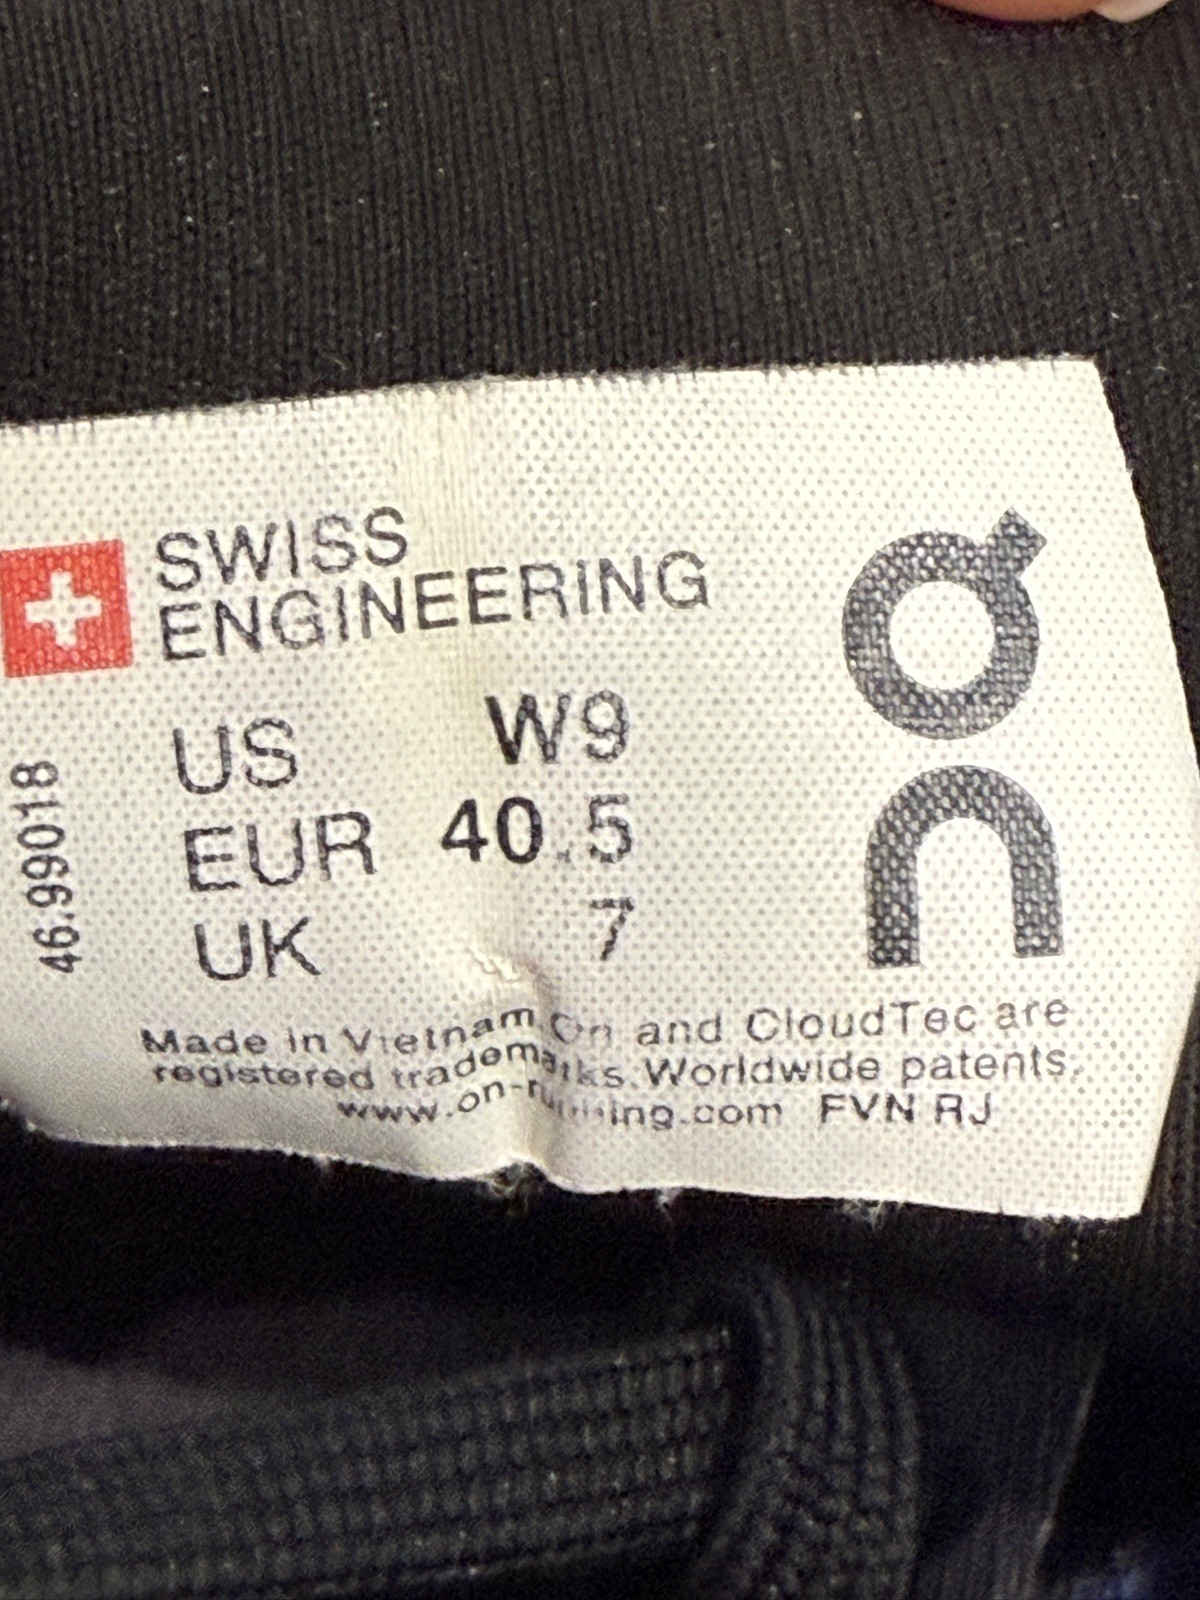 SWISS
ENGINEERING
US W9
EUR 40.5
UK 7
46.99018
Made in Vietnam On and CloudTec are
registered trademarks. Worldwide patents.
www.on-running.com FVN RJ
On